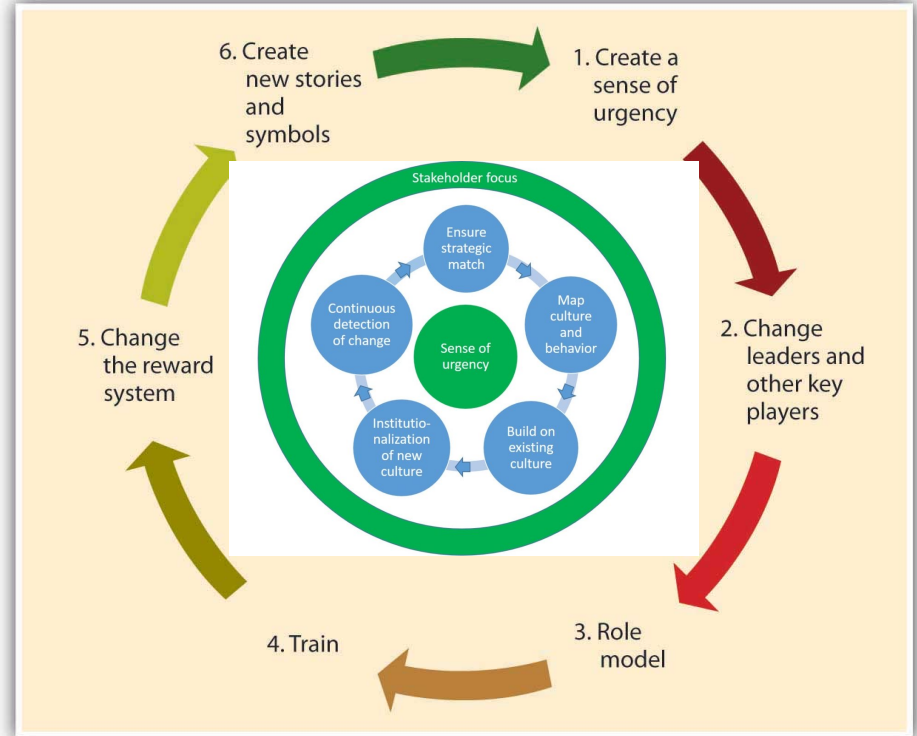 6. Create
new stories
and
symbols
1. Create a
sense of
urgency
2. Change
leaders and
other key
players
3. Role
model
4. Train
5. Change
the reward
system
Stakeholder focus
Ensure
strategic
match
Map
culture
and
behavior
Build on
existing
culture
Institutio-
nalization
of new
culture
Continuous
detection
of change
Sense of
urgency